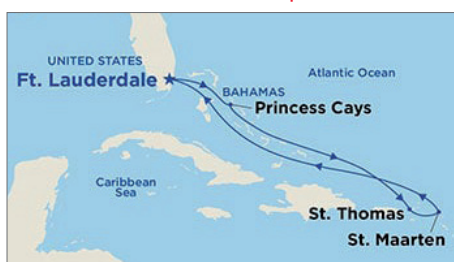 UNITED STATES
Ft. Lauderdale
Atlantic Ocean
BAHAMAS
Princess Cays
Caribbean
Sea
St. Thomas
St. Maarten